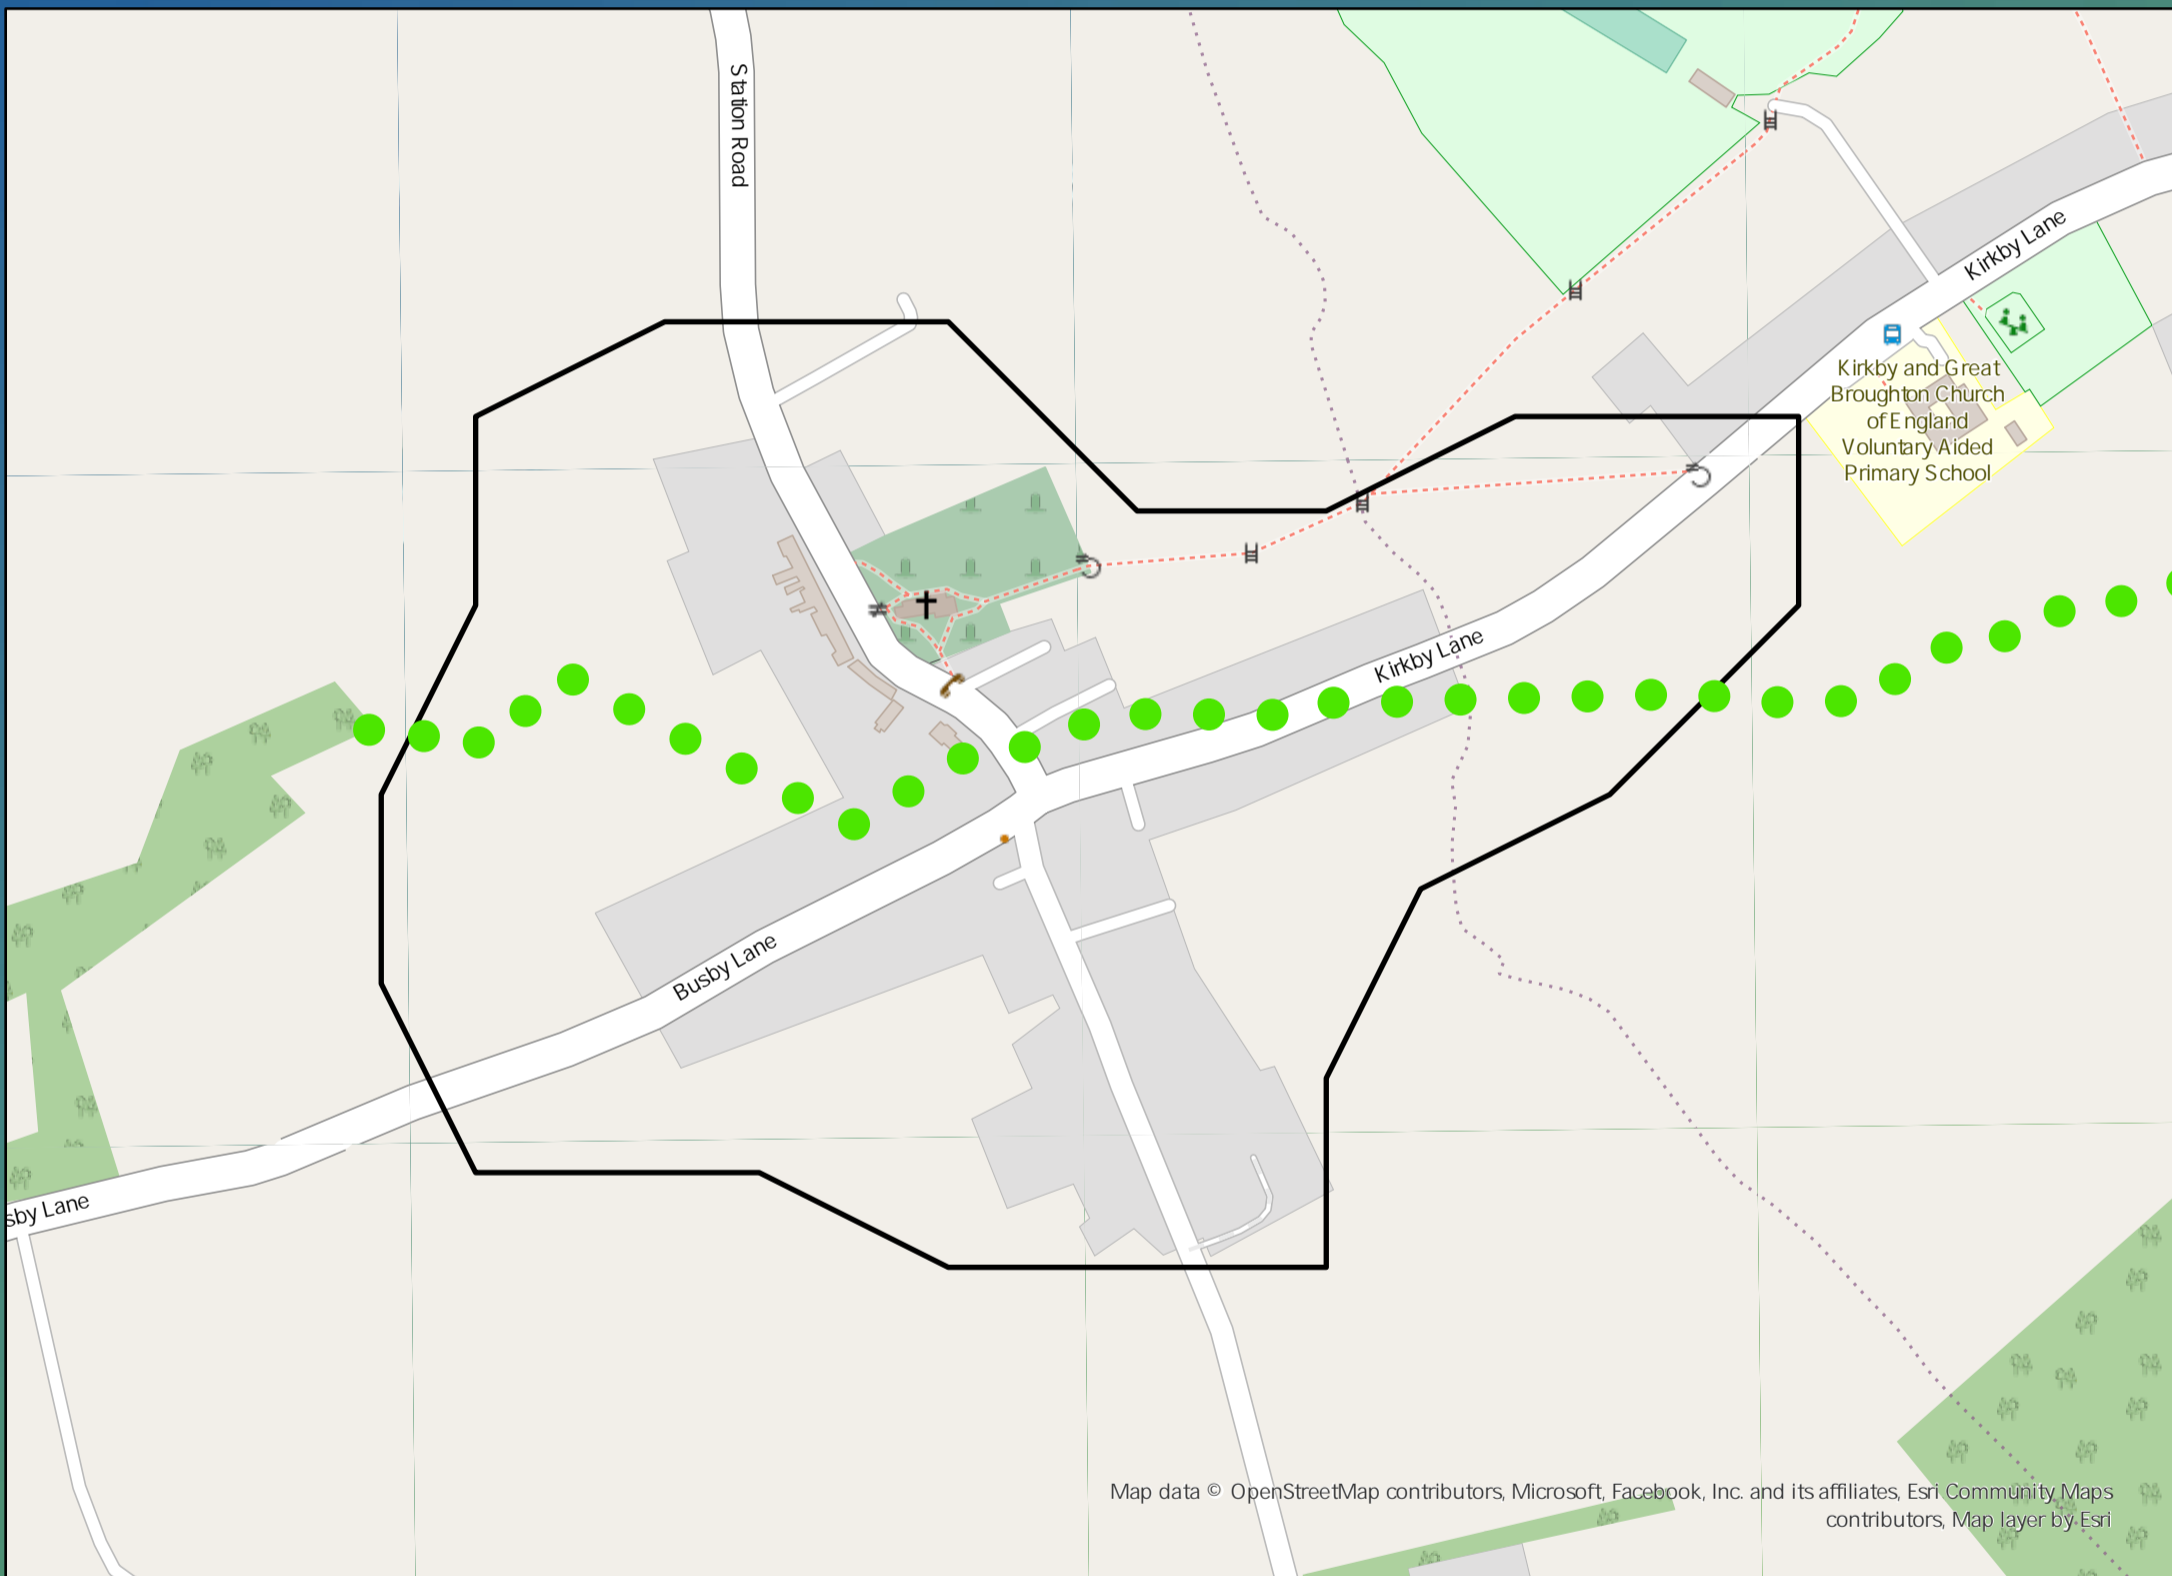 Station Road
Kirkby Lane
Kirkby and Great
Broughton Church
of England
Voluntary Aided
Primary School
Kirkby Lane
Busby Lane
sby Lane
Map data © OpenStreetMap contributors, Microsoft, Facebook, Inc. and its affiliates, Esri Community Maps
contributors, Map layer by Esri